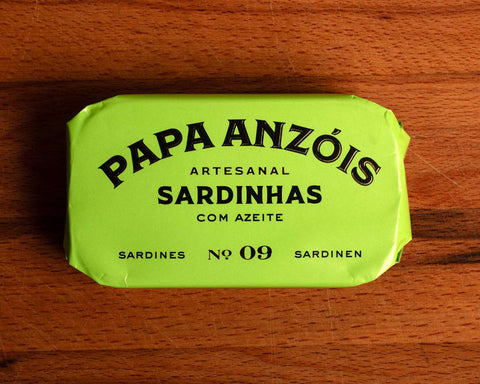 PAPA ANZÓIS
ARTESANAL
SARDINHAS
COM AZEITE
SARDINES Nº 09 SARDINEN